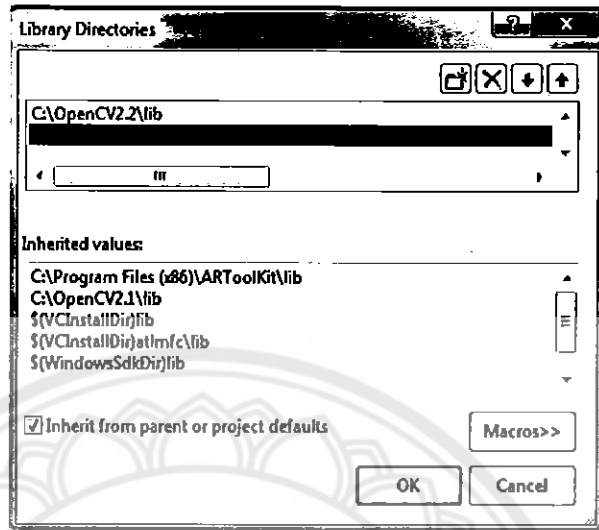 Library Directories
C:\OpenCV2.2\lib
Inherited values:
C:\Program Files (x86)\ARToolKit\lib
C:\OpenCV2.1\lib
$(VCInstallDir)lib
$(VCInstallDir)atlmfc\lib
$(WindowsSdkDir)lib
Inherit from parent or project defaults
Macros>>
OK
Cancel